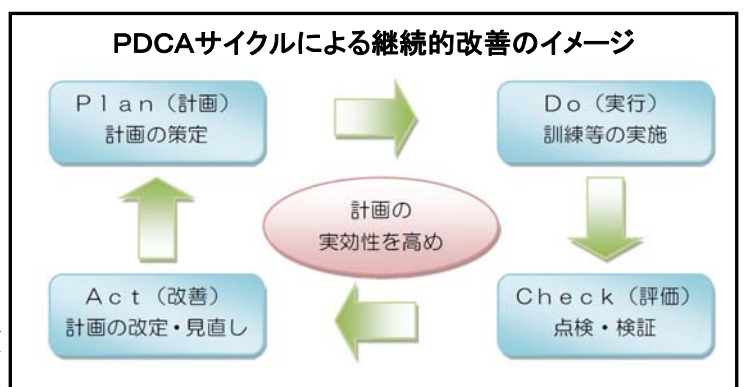 PDCAサイクルによる継続的改善のイメージ
Ｐｌａｎ（計画）
計画の策定
Ｄｏ（実行）
訓練等の実施
計画の
実効性を高め
Ａｃｔ（改善）
計画の改定・見直し
Ｃｈｅｃｋ（評価）
点検・検証